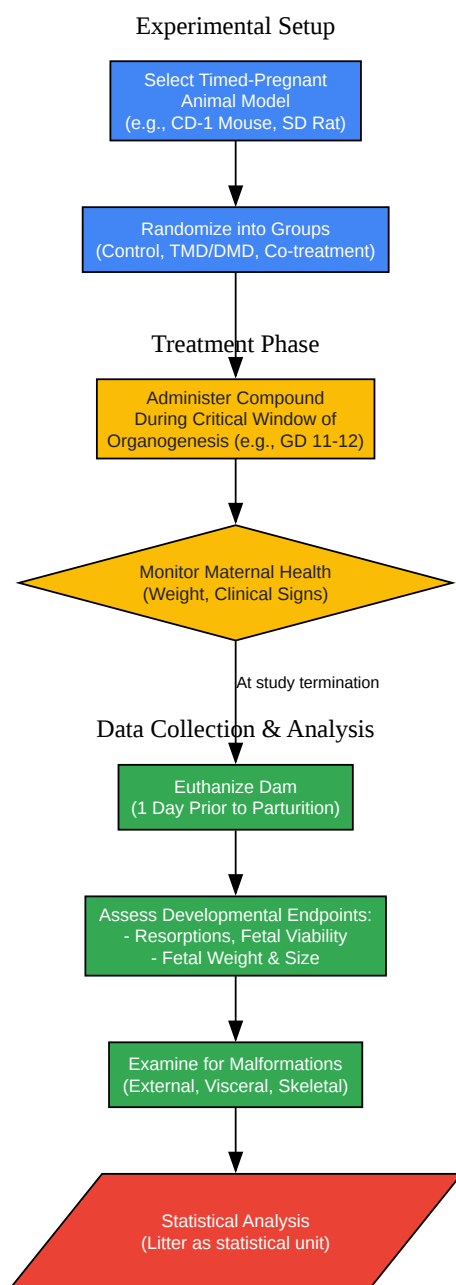 Experimental Setup
Select Timed-Pregnant
Animal Model
(e.g., CD-1 Mouse, SD Rat)
Randomize into Groups
(Control, TMD/DMD, Co-treatment)
Treatment Phase
Administer Compound
During Critical Window of
Organogenesis (e.g., GD 11-12)
Monitor Maternal Health
(Weight, Clinical Signs)
At study termination
Data Collection & Analysis
Euthanize Dam
(1 Day Prior to Parturition)
Assess Developmental Endpoints:
- Resorptions, Fetal Viability
- Fetal Weight & Size
Examine for Malformations
(External, Visceral, Skeletal)
Statistical Analysis
(Litter as statistical unit)